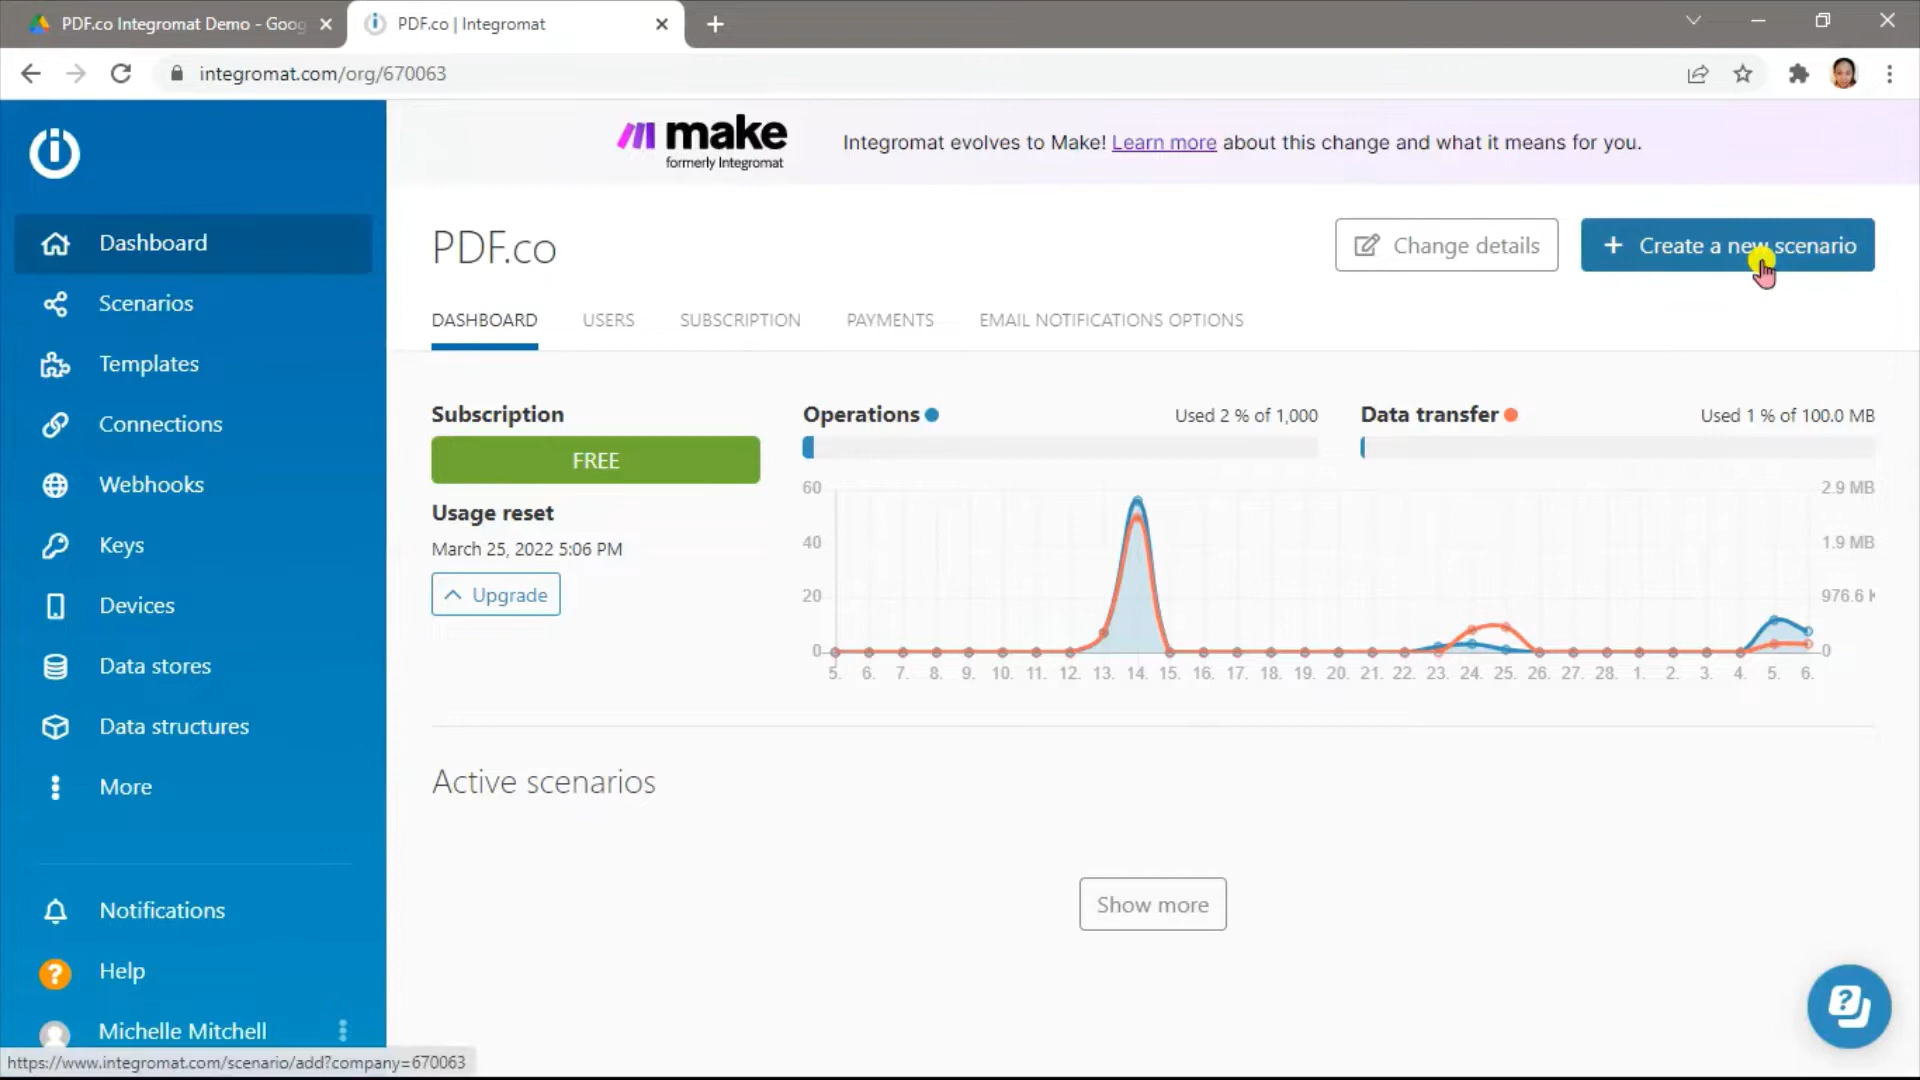 PDF.co Integromat Demo - Goog
PDF.co | Integromat
integromat.com/org/670063
make
formerly Integromat
Integromat evolves to Make! Learn more about this change and what it means for you.
Dashboard
Scenarios
Templates
Connections
Webhooks
Keys
Devices
Data stores
Data structures
More
Notifications
Help
Michelle Mitchell
PDF.co
Change details
+ Create a new scenario
DASHBOARD USERS SUBSCRIPTION PAYMENTS EMAIL NOTIFICATIONS OPTIONS
Subscription
FREE
Usage reset
March 25, 2022 5:06 PM
Upgrade
Operations Used 2 % of 1,000
Data transfer Used 1 % of 100.0 MB
60 2.9 MB
40 1.9 MB
20 976.6 K
0 0
5. 6. 7. 8. 9. 10. 11. 12. 13. 14. 15. 16. 17. 18. 19. 20. 21. 22. 23. 24. 25. 26. 27. 28. 1. 2. 3. 4. 5. 6.
Active scenarios
Show more
https://www.integromat.com/scenario/add?company=670063